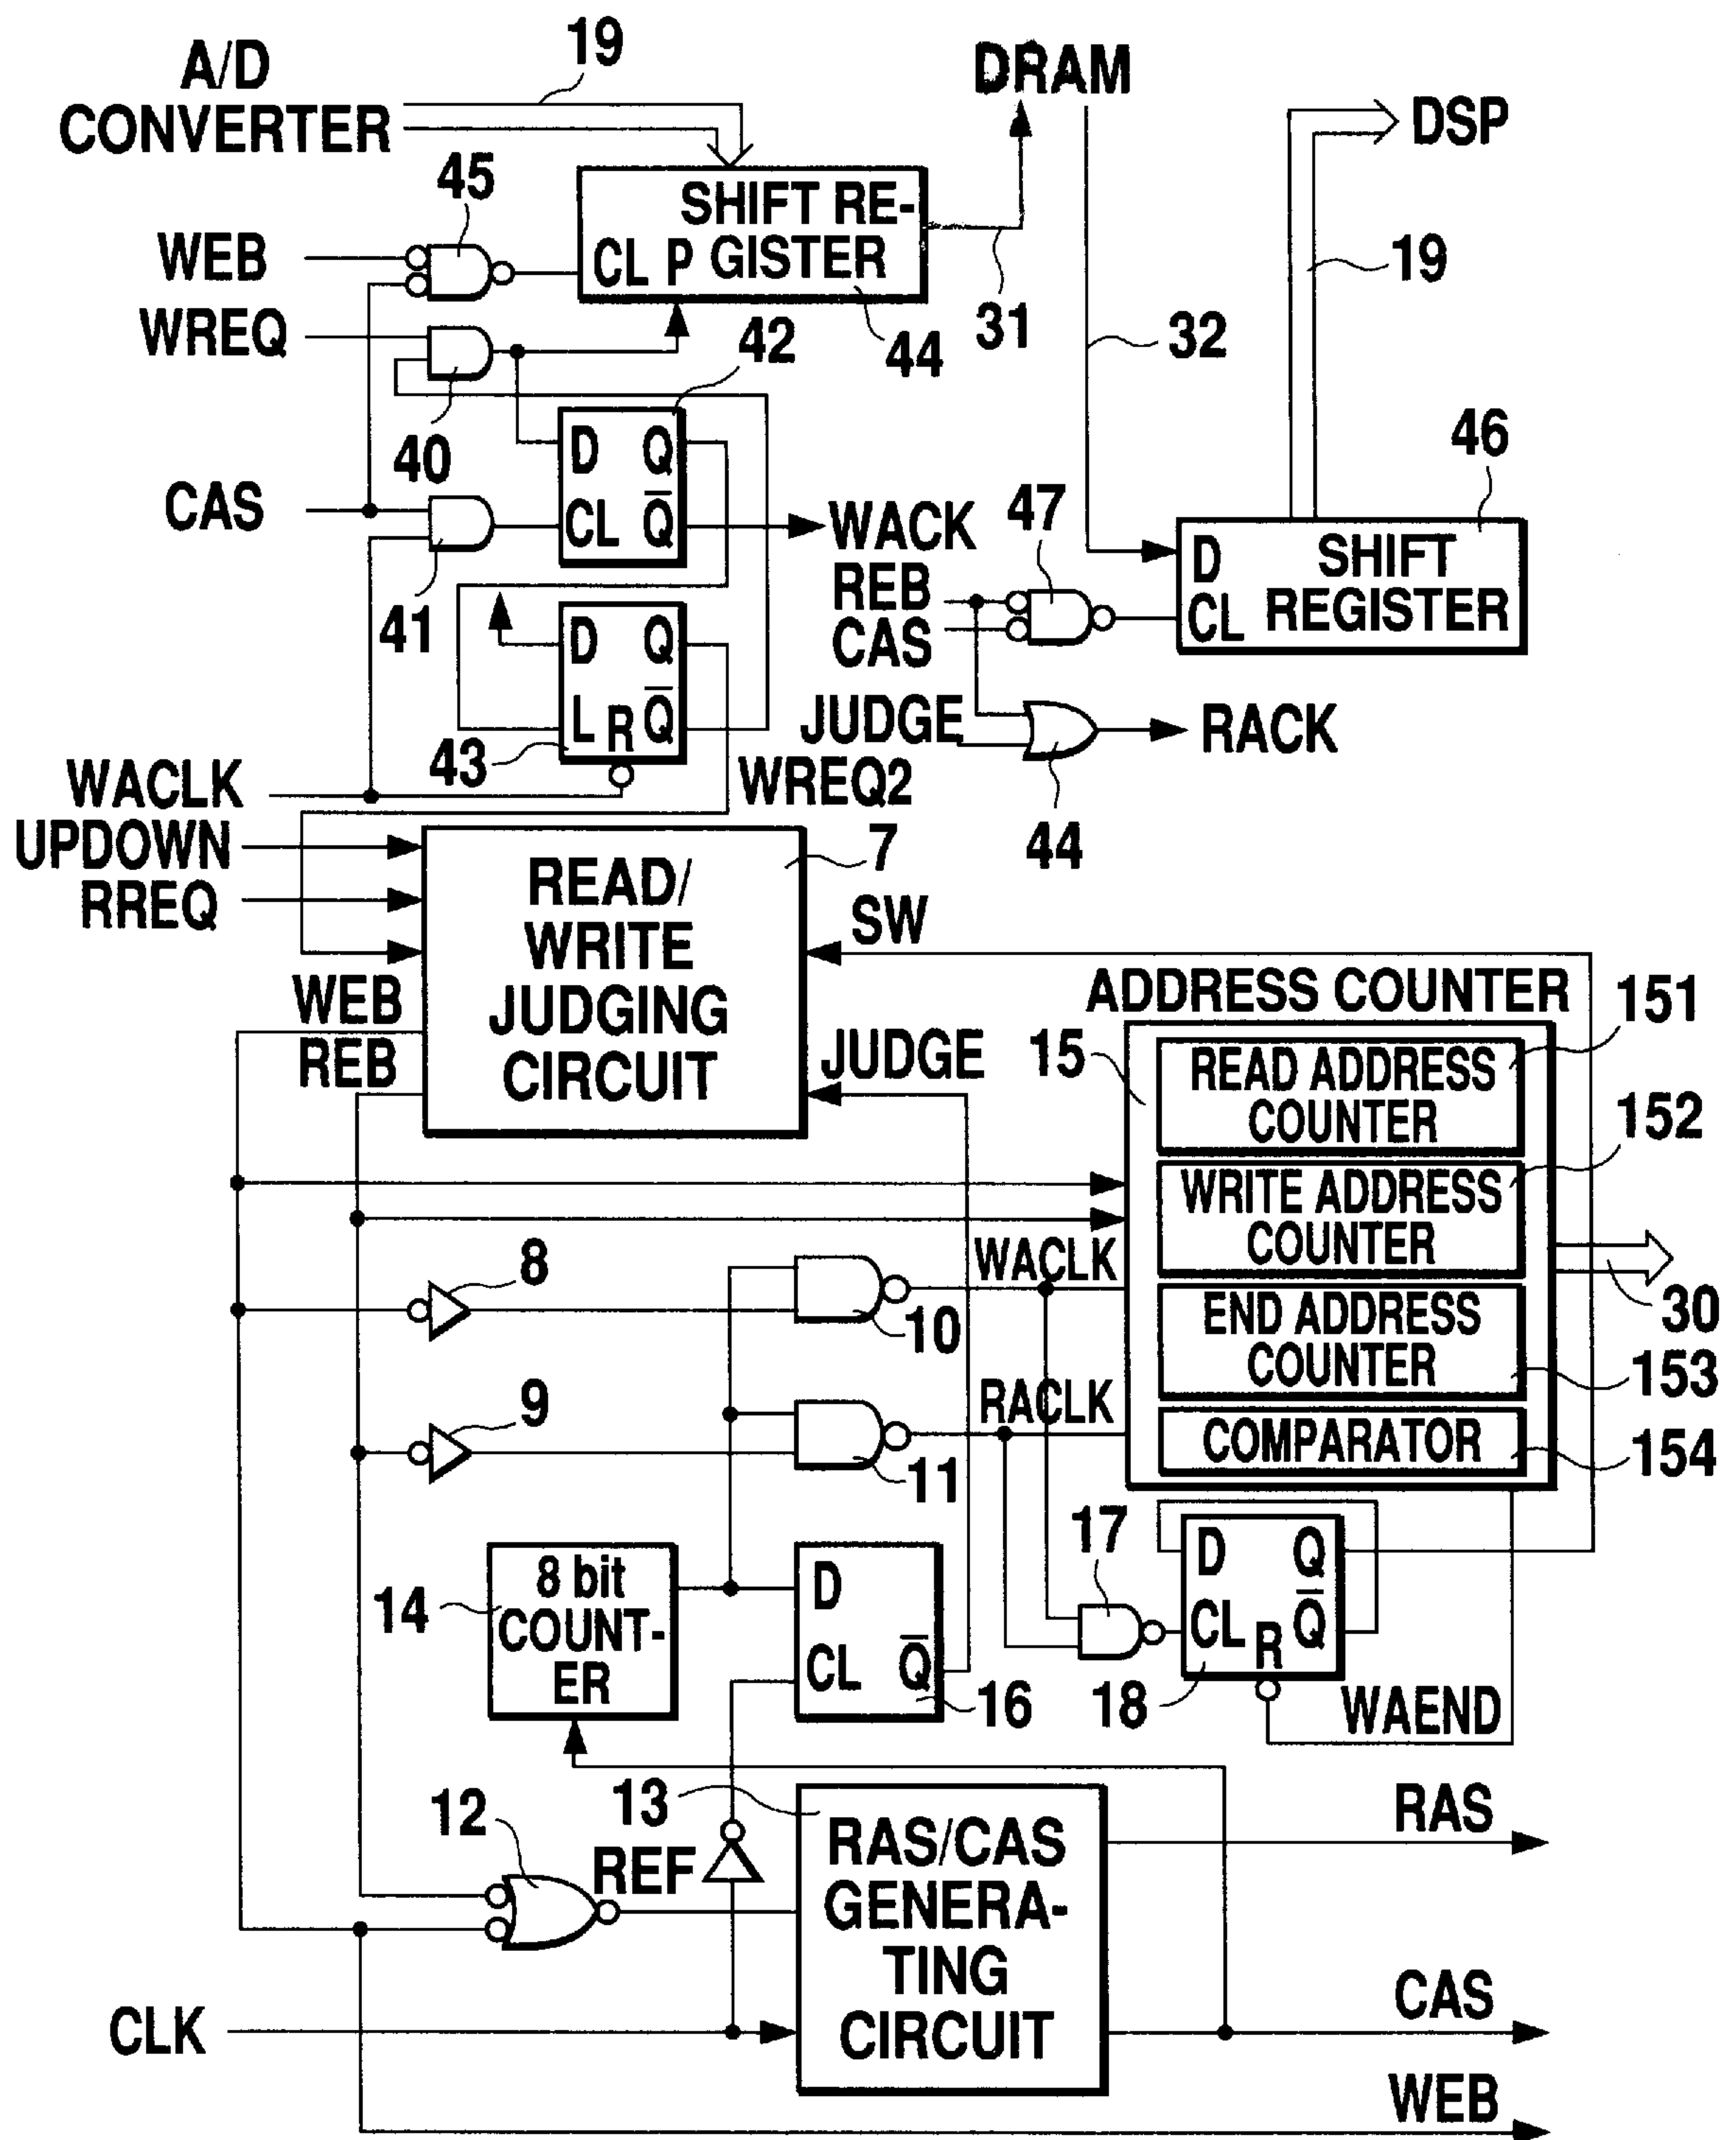 A/D
CONVERTER
19
DRAM
DSP
45
SHIFT RE-
GISTER
CL P
WEB
WREQ
19
31
32
44
42
40
46
D Q
CL Q̅
CAS
WACK
47
D SHIFT
CL REGISTER
REB
CAS
41
D Q
L R Q̅
43
JUDGE
RACK
WREQ2
44
WACLK
UPDOWN
RREQ
7
READ/
WRITE
JUDGING
CIRCUIT
SW
WEB
REB
JUDGE
ADDRESS COUNTER
15
151
READ ADDRESS
COUNTER
152
WRITE ADDRESS
COUNTER
30
END ADDRESS
COUNTER
153
COMPARATOR
154
8
WACLK
10
9
RACLK
11
17
D Q
CL R Q̅
18
WAEND
14
8 bit
COUNT-
ER
D
CL Q̅
16
12
13
REF
RAS/CAS
GENERA-
TING
CIRCUIT
RAS
CLK
CAS
WEB